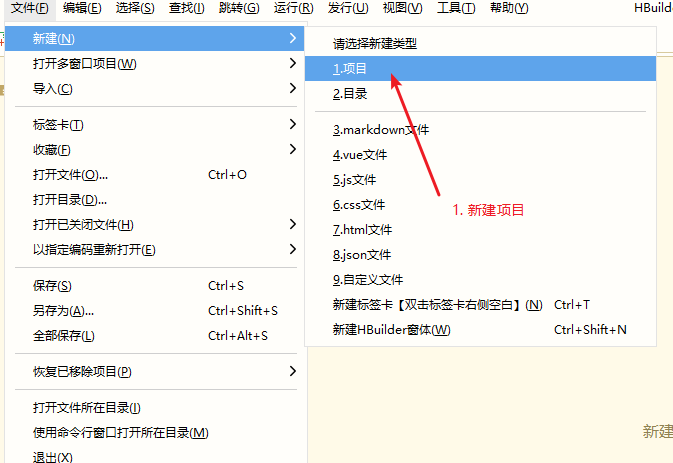 文件(F) 编辑(E) 选择(S) 查找(I) 跳转(G) 运行(R) 发行(U) 视图(V) 工具(T) 帮助(Y) HBuilde
新建(N)
打开多窗口项目(W)
导入(C)
标签卡(T)
收藏(F)
打开文件(O)... Ctrl+O
打开目录(D)...
打开已关闭文件(H)
以指定编码重新打开(E)
保存(S) Ctrl+S
另存为(A)... Ctrl+Shift+S
全部保存(L) Ctrl+Alt+S
恢复已移除项目(P)
打开文件所在目录(I)
使用命令行窗口打开所在目录(M)
退出(X)
请选择新建类型
1.项目
2.目录
3.markdown文件
4.vue文件
5.js文件
6.css文件
7.html文件
8.json文件
9.自定义文件
新建标签卡【双击标签卡右侧空白】(N) Ctrl+T
新建HBuilder窗体(W) Ctrl+Shift+N
1. 新建项目
新建